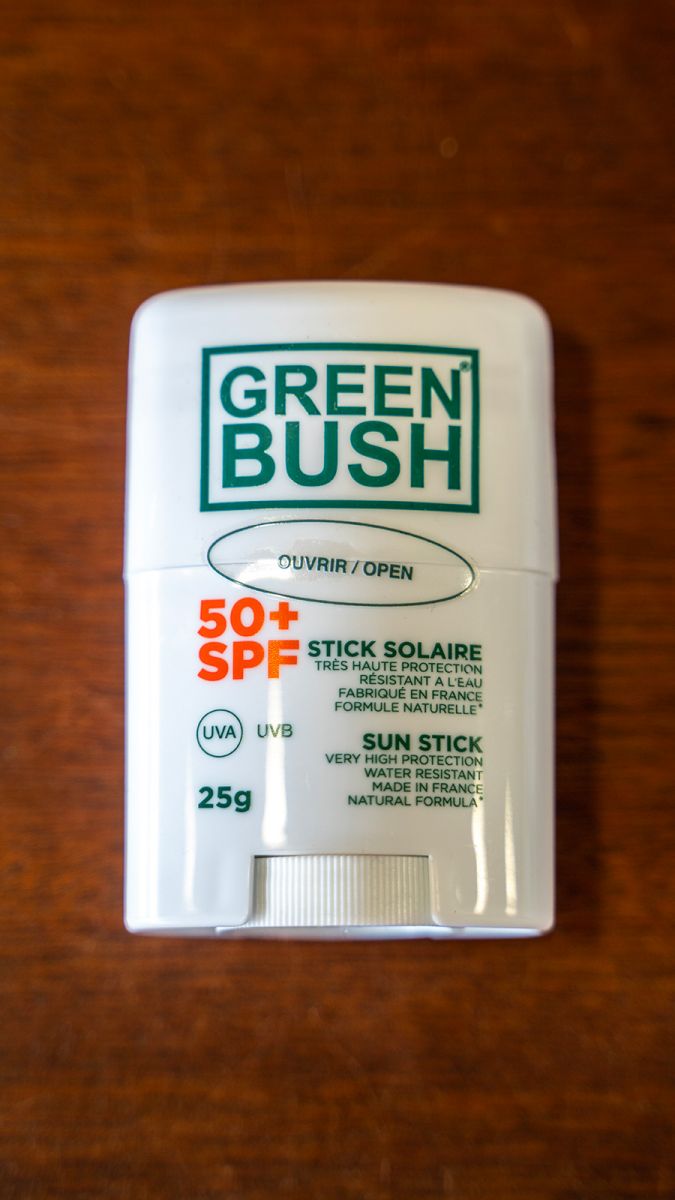 GREEN®
BUSH
OUVRIR / OPEN
50+
SPF
STICK SOLAIRE
TRÈS HAUTE PROTECTION
RÉSISTANT A L'EAU
FABRIQUÉ EN FRANCE
FORMULE NATURELLE*
UVA UVB
SUN STICK
VERY HIGH PROTECTION
WATER RESISTANT
MADE IN FRANCE
NATURAL FORMULA*
25g